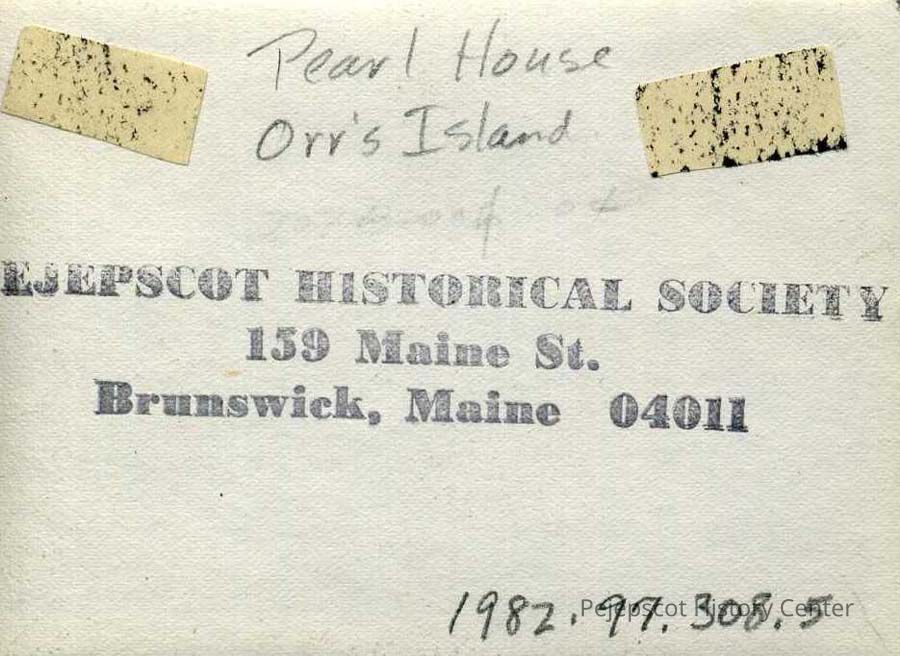 Pearl House
Orr's Island
EJEPSCOT HISTORICAL SOCIETY
159 Maine St.
Brunswick, Maine 04011
1982.97.308.5
Pejepscot History Center